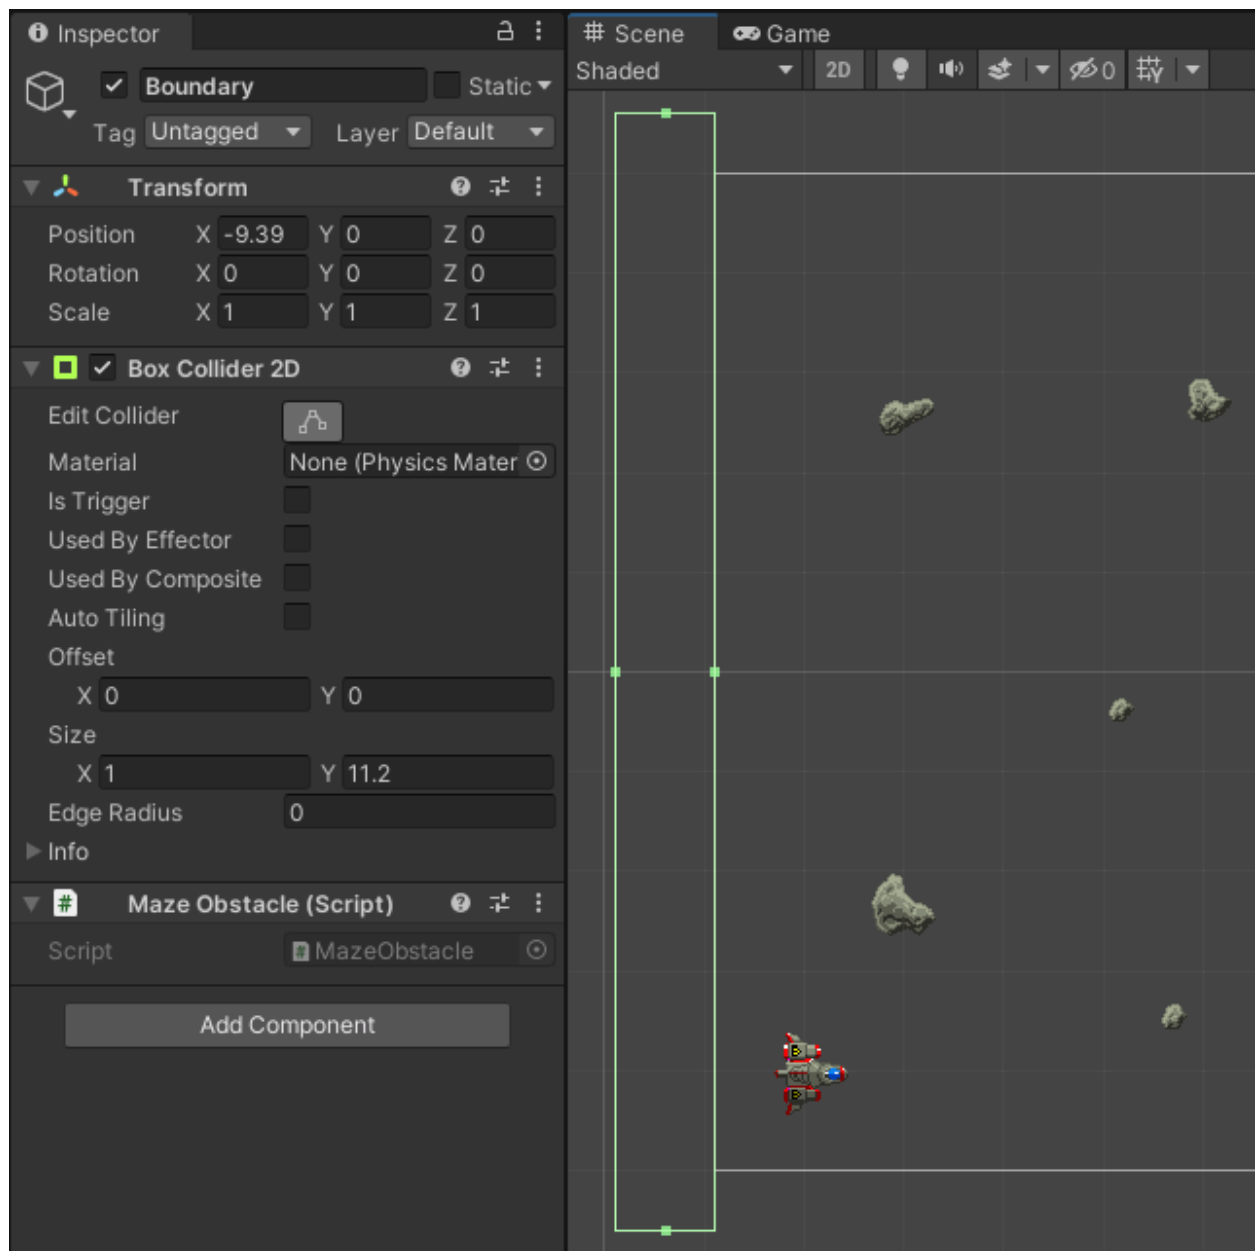 Inspector
Boundary
Static
Tag Untagged Layer Default
Transform
Position X -9.39 Y 0 Z 0
Rotation X 0 Y 0 Z 0
Scale X 1 Y 1 Z 1
Box Collider 2D
Edit Collider
Material None (Physics Mater
Is Trigger
Used By Effector
Used By Composite
Auto Tiling
Offset
X 0 Y 0
Size
X 1 Y 11.2
Edge Radius 0
Info
# Maze Obstacle (Script)
Script # MazeObstacle
Add Component
Scene Game
Shaded 2D 0